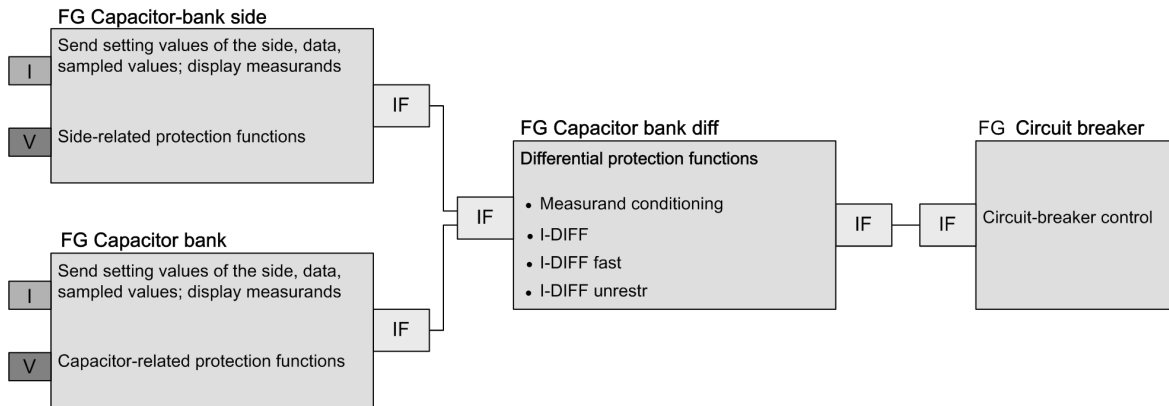 FG Capacitor-bank side
Send setting values of the side, data,
sampled values; display measurands
I
IF
V
Side-related protection functions
FG Capacitor bank
Send setting values of the side, data,
sampled values; display measurands
I
IF
V
Capacitor-related protection functions
FG Capacitor bank diff
Differential protection functions
IF
• Measurand conditioning
• I-DIFF
• I-DIFF fast
• I-DIFF unrestr
IF
IF
FG Circuit breaker
Circuit-breaker control